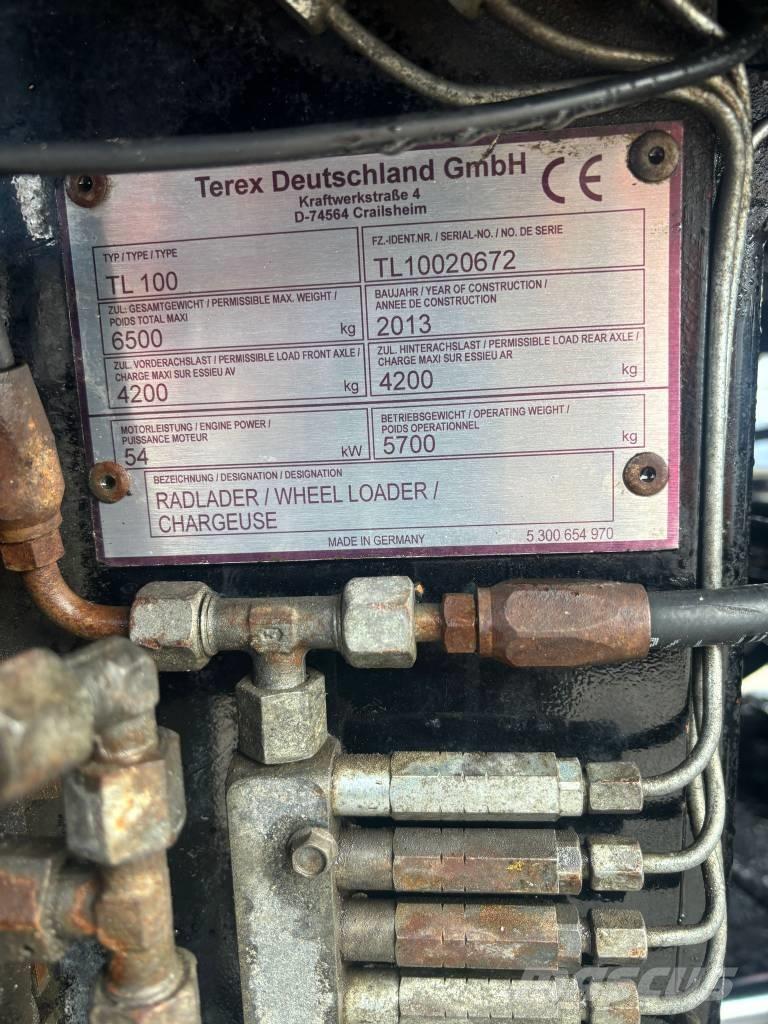 Terex Deutschland GmbH CE
Kraftwerkstraße 4
D-74564 Crailsheim
TYP / TYPE / TYPE
TL 100
FZ.-IDENT.NR. / SERIAL-NO. / NO. DE SERIE
TL10020672
ZUL. GESAMTGEWICHT / PERMISSIBLE MAX. WEIGHT /
POIDS TOTAL MAXI
6500 kg
BAUJAHR / YEAR OF CONSTRUCTION /
ANNEE DE CONSTRUCTION
2013
ZUL. VORDERACHSLAST / PERMISSIBLE LOAD FRONT AXLE /
CHARGE MAXI SUR ESSIEU AV
4200 kg
ZUL. HINTERACHSLAST / PERMISSIBLE LOAD REAR AXLE /
CHARGE MAXI SUR ESSIEU AR
4200 kg
MOTORLEISTUNG / ENGINE POWER /
PUISSANCE MOTEUR
54 kW
BETRIEBSGEWICHT / OPERATING WEIGHT /
POIDS OPERATIONNEL
5700 kg
BEZEICHNUNG / DESIGNATION / DESIGNATION
RADLADER / WHEEL LOADER /
CHARGEUSE
MADE IN GERMANY 5 300 654 970
MASCUS